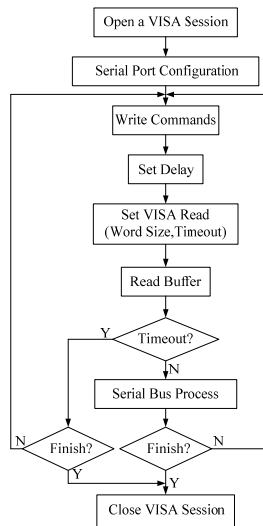 Open a VISA Session
Serial Port Configuration
Write Commands
Set Delay
Set VISA Read
(Word Size,Timeout)
Read Buffer
Y
Timeout?
N
Serial Bus Process
N
Finish?
Finish?
N
Y
Y
Close VISA Session